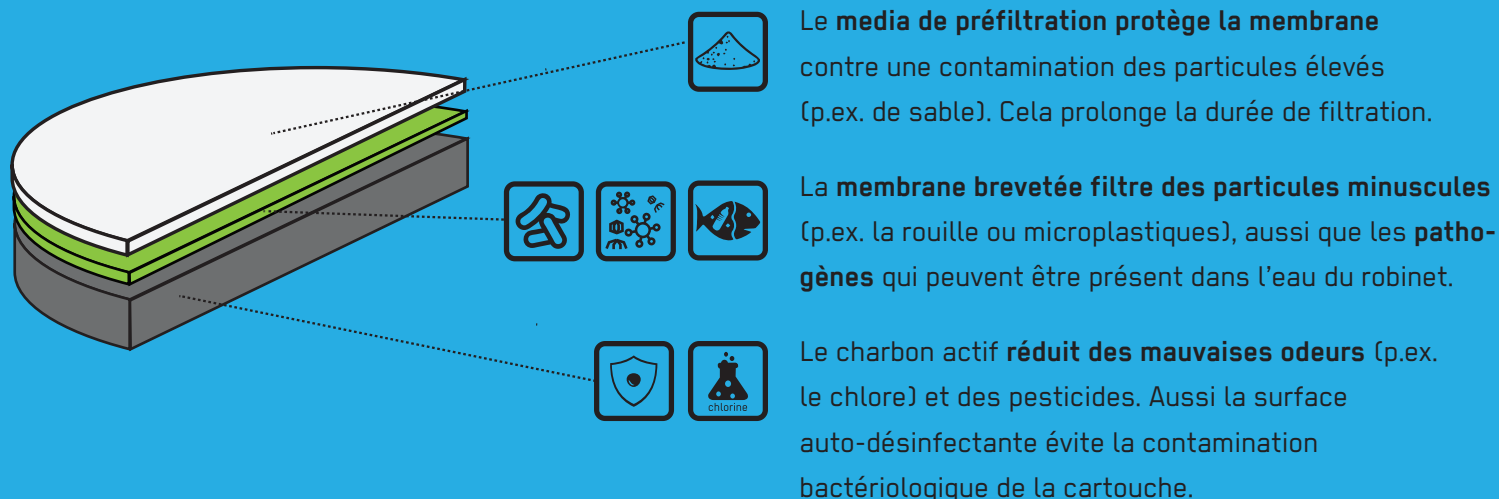 Le media de préfiltration protège la membrane
contre une contamination des particules élevés
(p.ex. de sable). Cela prolonge la durée de filtration.
La membrane brevetée filtre des particules minuscules
(p.ex. la rouille ou microplastiques), aussi que les patho-
gènes qui peuvent être présent dans l'eau du robinet.
chlorine
Le charbon actif réduit des mauvaises odeurs (p.ex.
le chlore) et des pesticides. Aussi la surface
auto-désinfectante évite la contamination
bactériologique de la cartouche.